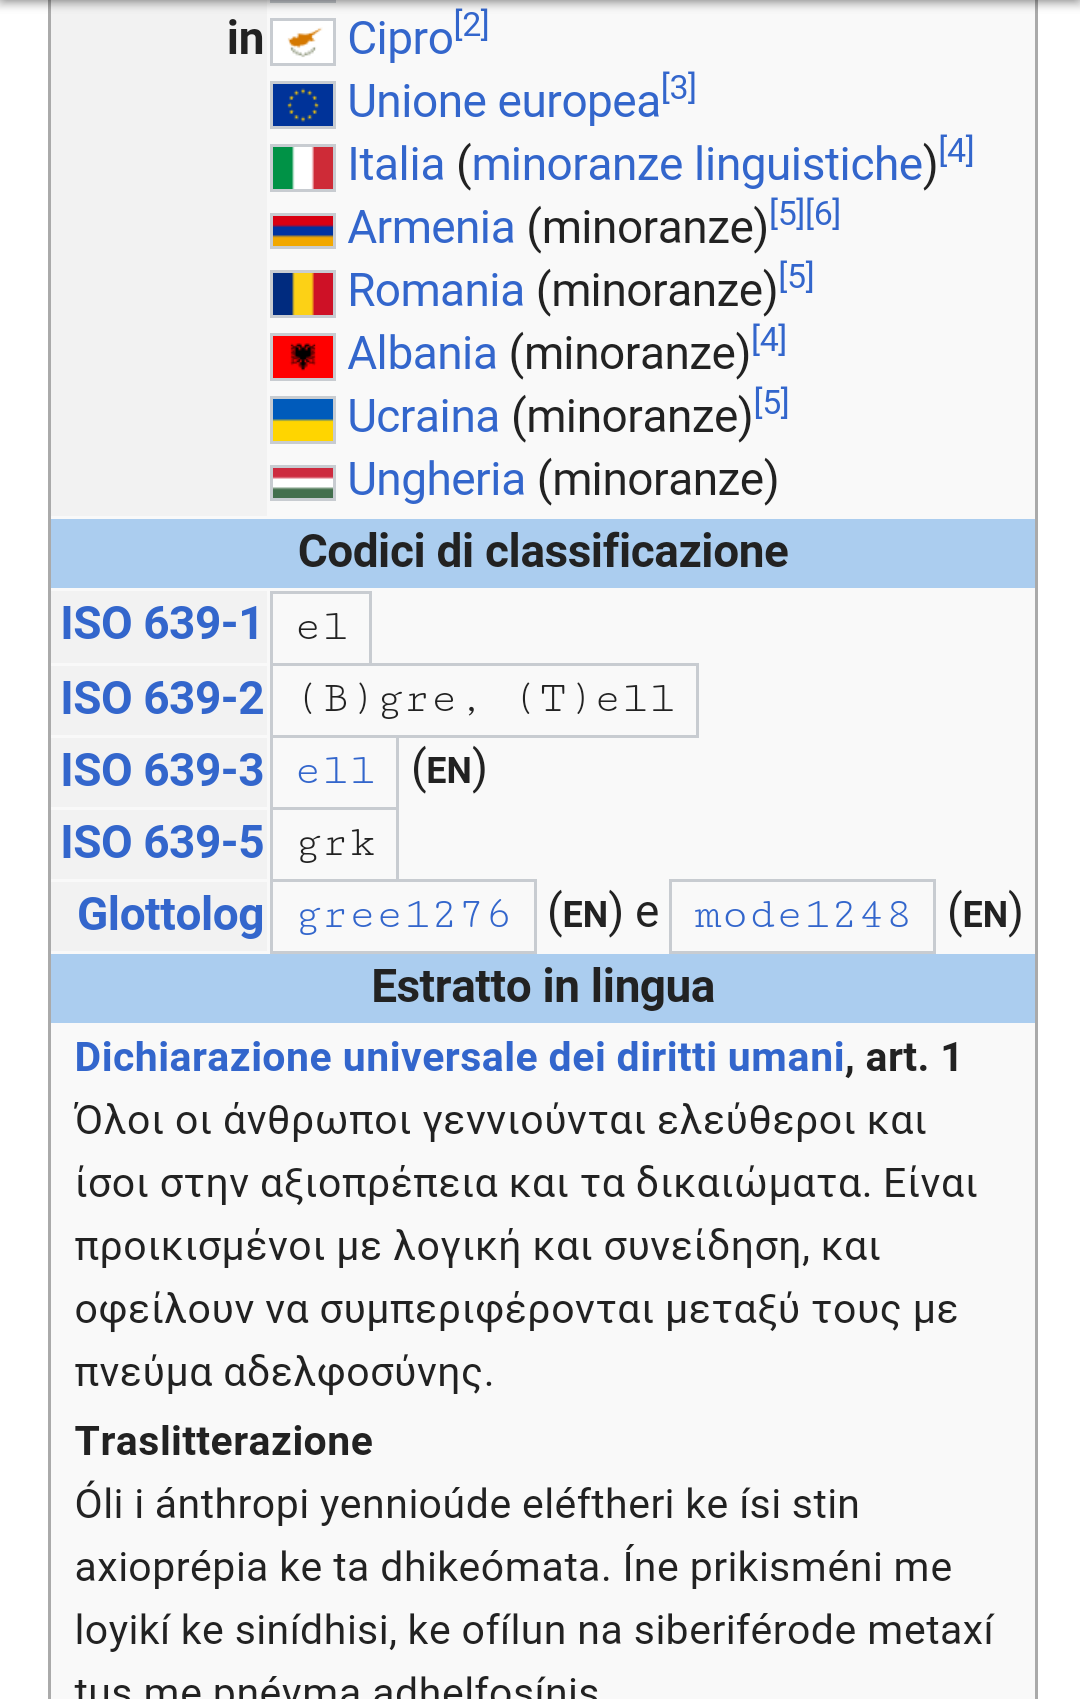 in Cipro[2]
Unione europea[3]
Italia (minoranze linguistiche)[4]
Armenia (minoranze)[5][6]
Romania (minoranze)[5]
Albania (minoranze)[4]
Ucraina (minoranze)[5]
Ungheria (minoranze)
Codici di classificazione
ISO 639-1 el
ISO 639-2 (B)gre, (T)ell
ISO 639-3 ell (EN)
ISO 639-5 grk
Glottolog gree1276 (EN) e mode1248 (EN)
Estratto in lingua
Dichiarazione universale dei diritti umani, art. 1
Όλοι οι άνθρωποι γεννιούνται ελεύθεροι και
ίσοι στην αξιοπρέπεια και τα δικαιώματα. Είναι
προικισμένοι με λογική και συνείδηση, και
οφείλουν να συμπεριφέρονται μεταξύ τους με
πνεύμα αδελφοσύνης.
Traslitterazione
Óli i ánthropi yennioúde eléftheri ke ísi stin
axioprépia ke ta dhikeómata. Íne prikisméni me
loyikí ke sinídhisi, ke ofílun na siberiférode metaxí
tus me pnévma adhelfosínis.